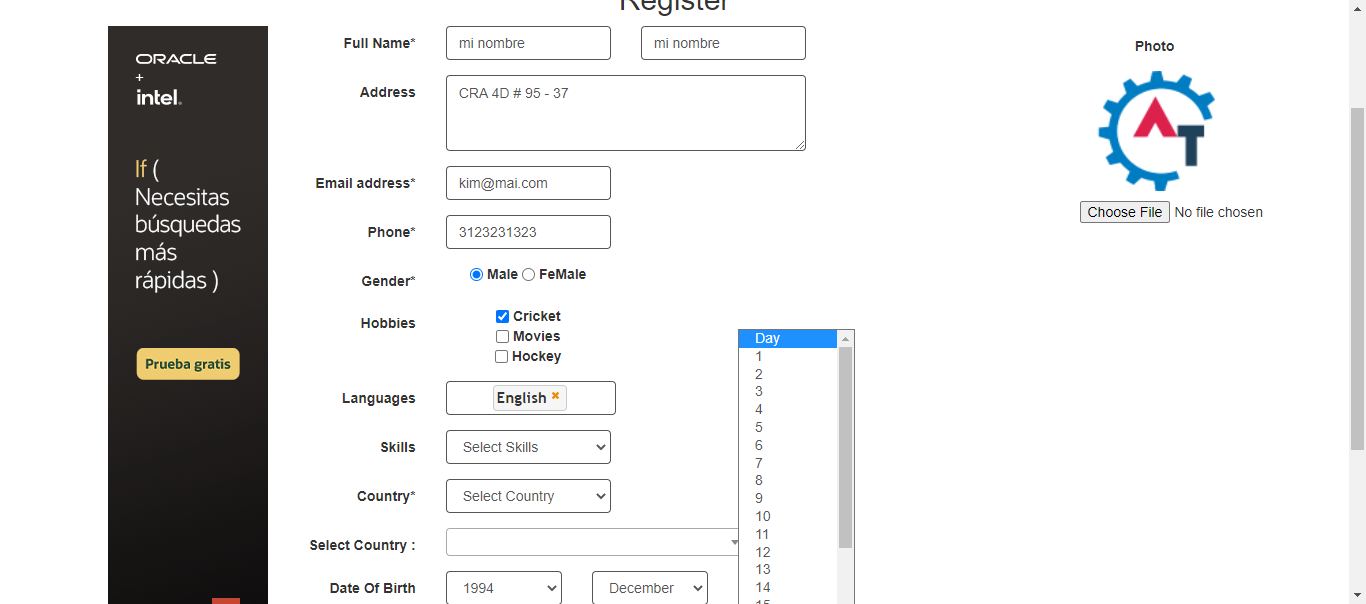 Register
ORACLE
+
intel.
If (
Necesitas
búsquedas
más
rápidas )
Prueba gratis
Full Name* mi nombre mi nombre
Address CRA 4D # 95 - 37
Email address* kim@mai.com
Phone* 3123231323
Gender* Male FeMale
Hobbies Cricket
Movies
Hockey
Languages English
Skills Select Skills
Country* Select Country
Select Country :
Date Of Birth 1994 December
Day
1
2
3
4
5
6
7
8
9
10
11
12
13
14
15
Photo
AT
Choose File No file chosen